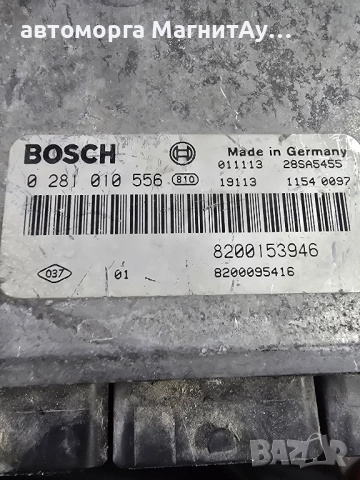 автоморга МагнитАу...
BOSCH
Made in Germany
011113 28SA5455
0 281 010 556 810
19113 1154 0097
8200153946
037 01 8200095416
BAZAR